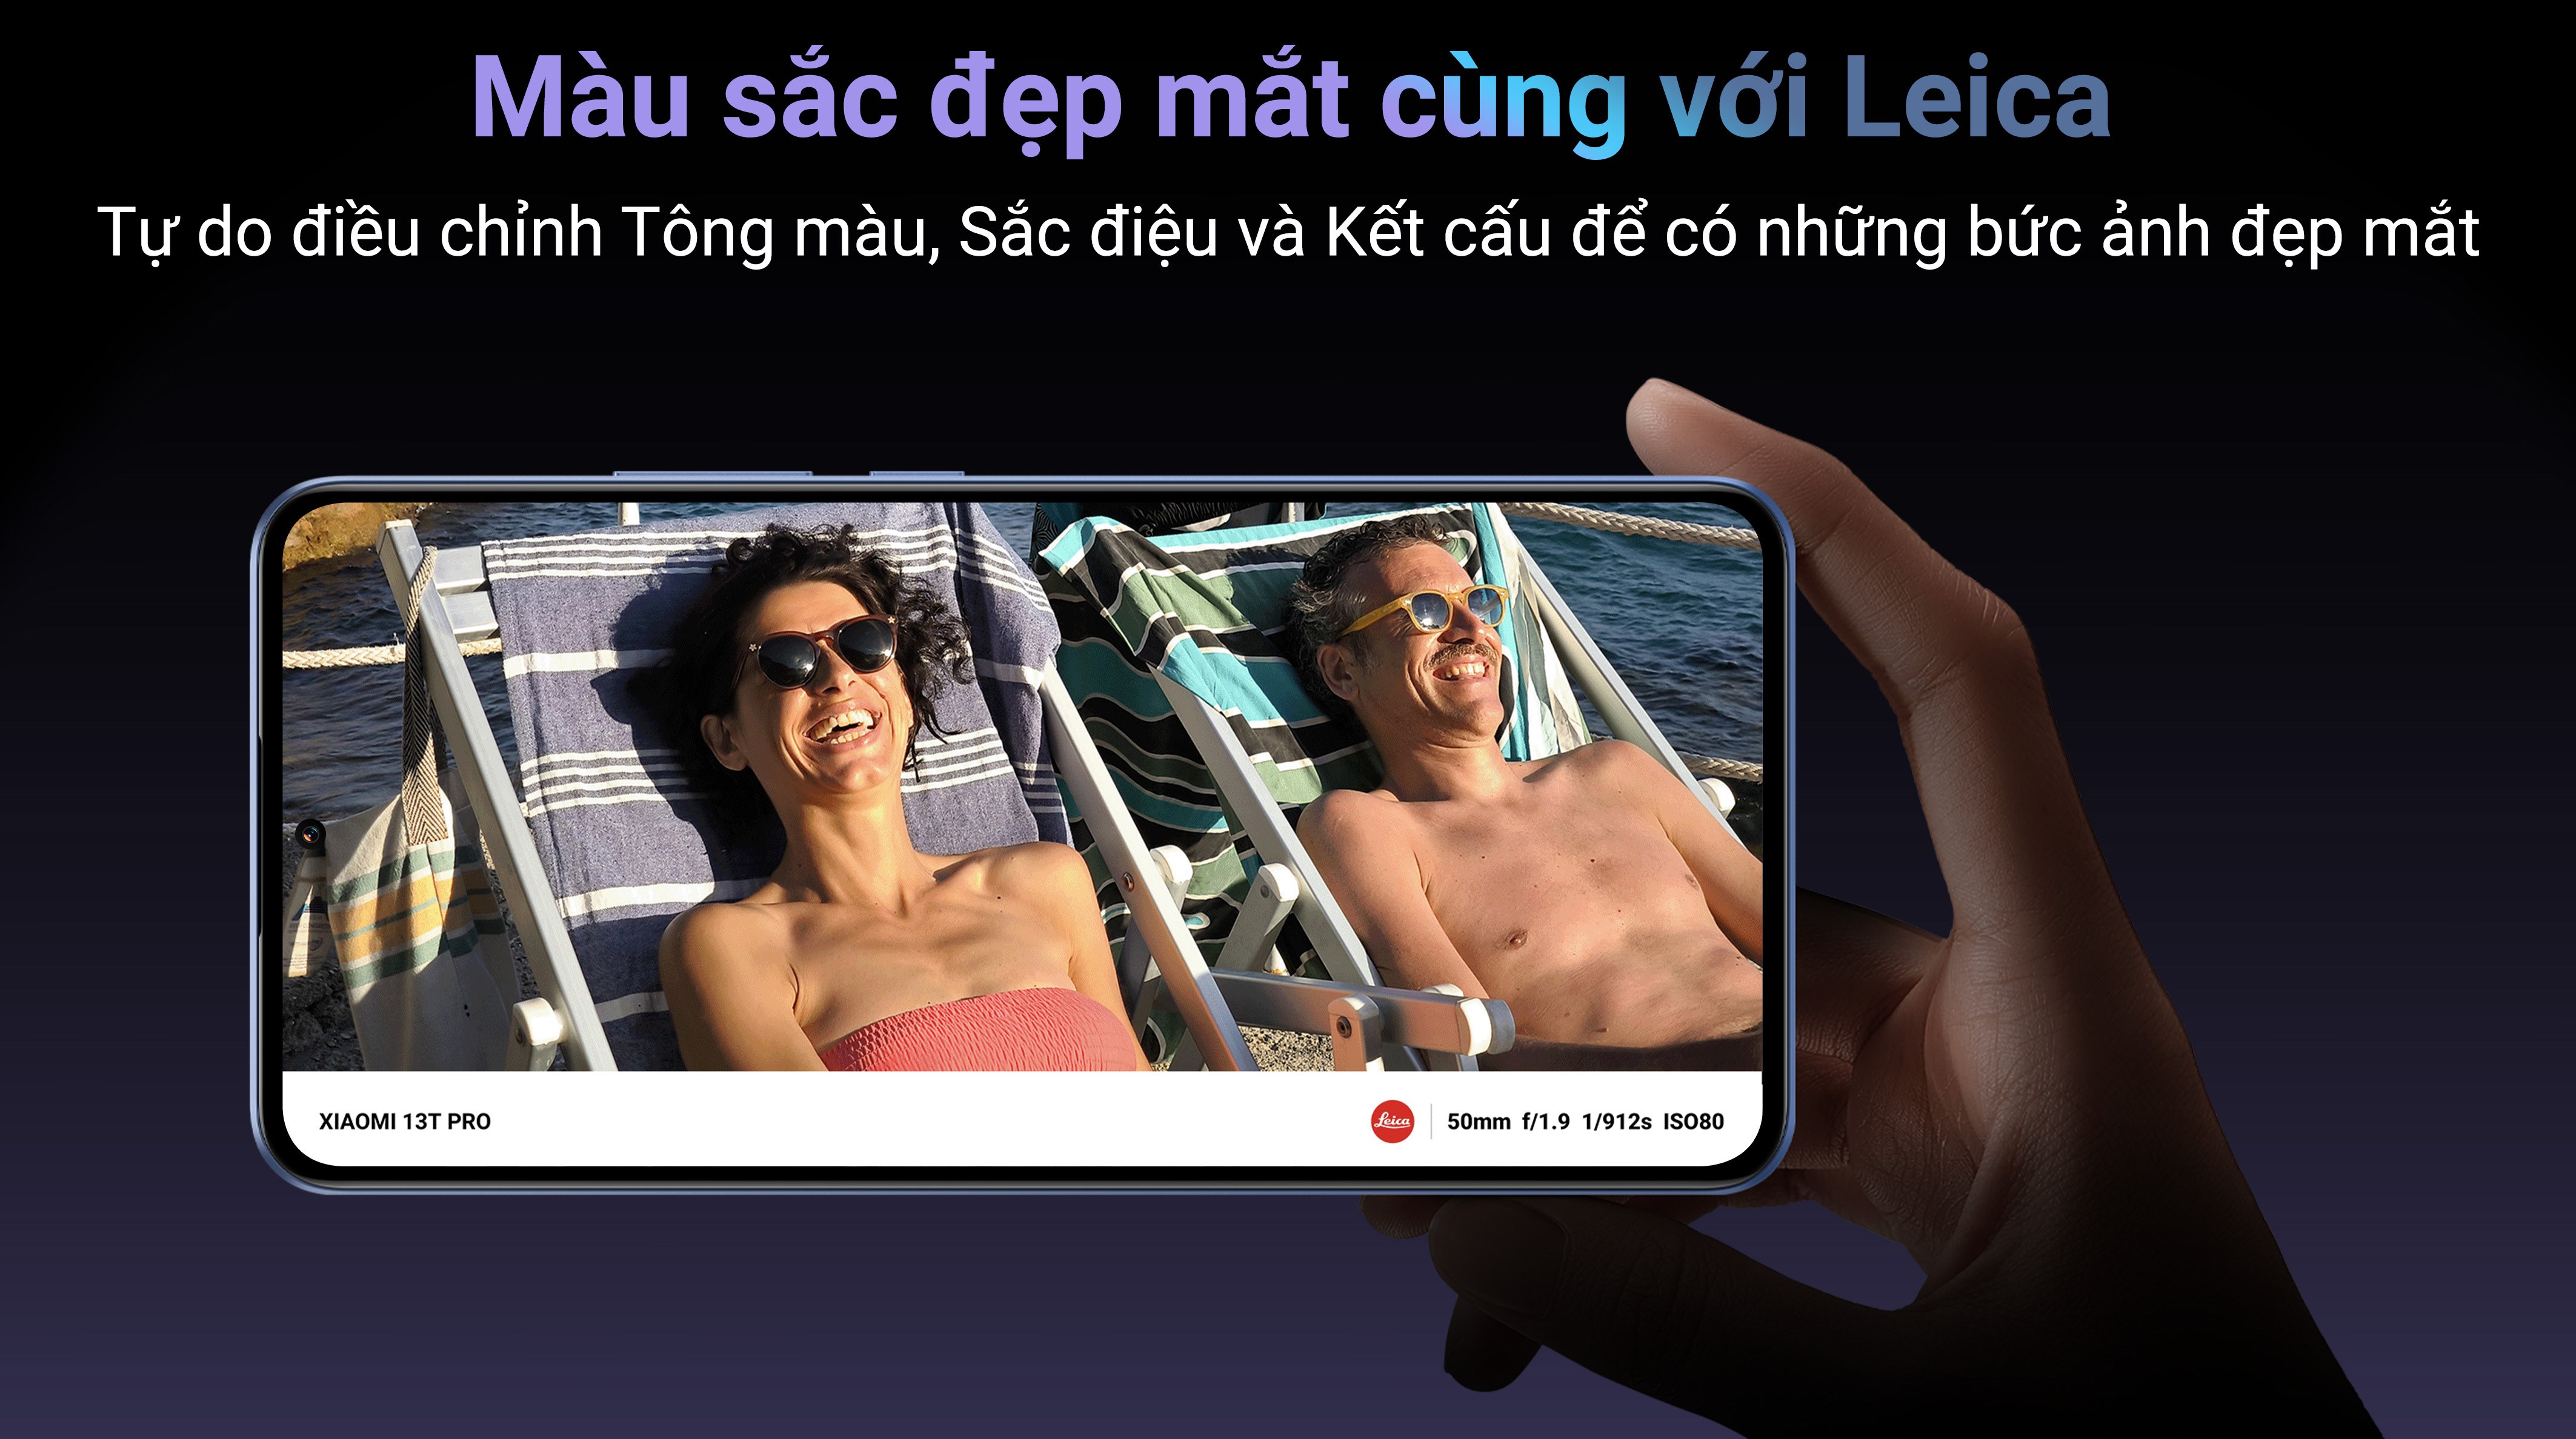 Màu sắc đẹp mắt cùng với Leica
Tự do điều chỉnh Tông màu, Sắc điệu và Kết cấu để có những bức ảnh đẹp mắt
XIAOMI 13T PRO
Leica 50mm f/1.9 1/912s ISO80